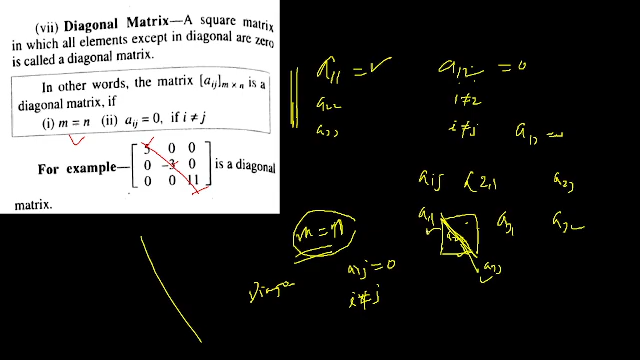 (vii) Diagonal Matrix—A square matrix
in which all elements except in diagonal are zero
is called a diagonal matrix.
In other words, the matrix [aij]m × n is a
diagonal matrix, if
(i) m = n (ii) aij = 0, if i ≠ j
For example— [ 5 0 0
0 −3 0
0 0 11 ] is a diagonal
matrix.
a11 = ✓ a12 = 0
a22 i≠2
a33 i≠j a13 =
aij a21 a23
a11 a22 a33 a31 a32
m = n
aij = 0
i ≠ j